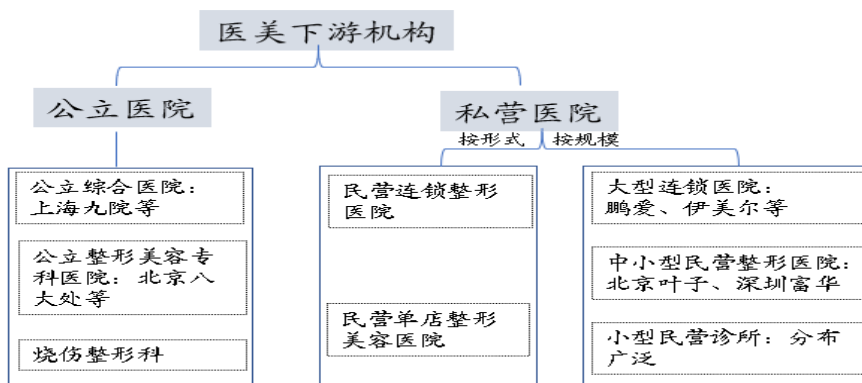 医美下游机构
公立医院
私营医院
按形式 按规模
公立综合医院：
上海九院等
公立整形美容专
科医院：北京八
大处等
烧伤整形科
民营连锁整形
医院
民营单店整形
美容医院
大型连锁医院：
鹏爱、伊美尔等
中小型民营整形医院：
北京叶子、深圳富华
小型民营诊所：分布
广泛